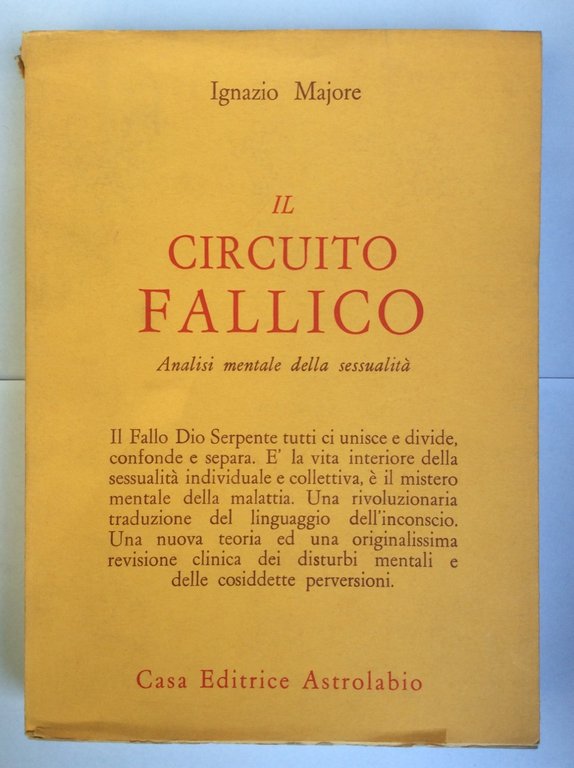 Ignazio Majore
IL
CIRCUITO
FALLICO
Analisi mentale della sessualità
Il Fallo Dio Serpente tutti ci unisce e divide,
confonde e separa. E' la vita interiore della
sessualità individuale e collettiva, è il mistero
mentale della malattia. Una rivoluzionaria
traduzione del linguaggio dell'inconscio.
Una nuova teoria ed una originalissima
revisione clinica dei disturbi mentali e
delle cosiddette perversioni.
Casa Editrice Astrolabio